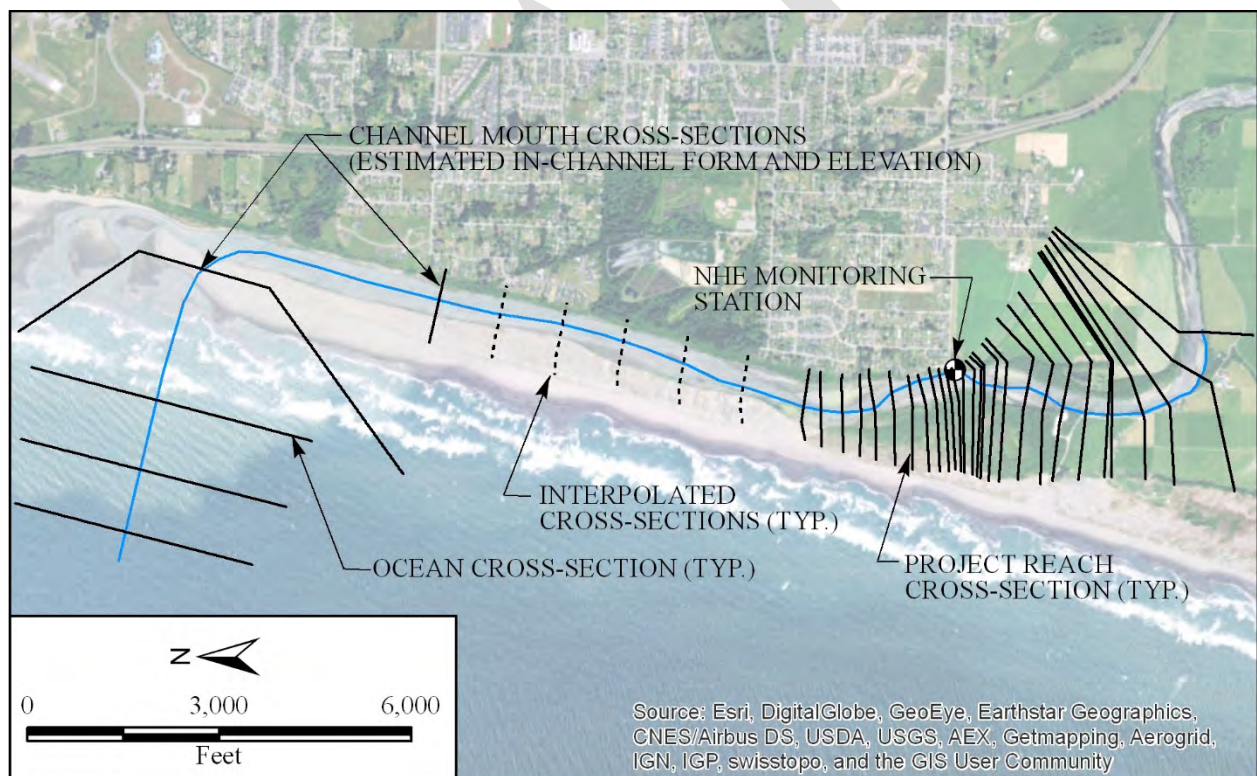 CHANNEL MOUTH CROSS-SECTIONS
(ESTIMATED IN-CHANNEL FORM AND ELEVATION)
NHE MONITORING
STATION
INTERPOLATED
CROSS-SECTIONS (TYP.)
OCEAN CROSS-SECTION (TYP.)
PROJECT REACH
CROSS-SECTION (TYP.)
N
0 3,000 6,000
Feet
Source: Esri, DigitalGlobe, GeoEye, Earthstar Geographics,
CNES/Airbus DS, USDA, USGS, AEX, Getmapping, Aerogrid,
IGN, IGP, swisstopo, and the GIS User Community